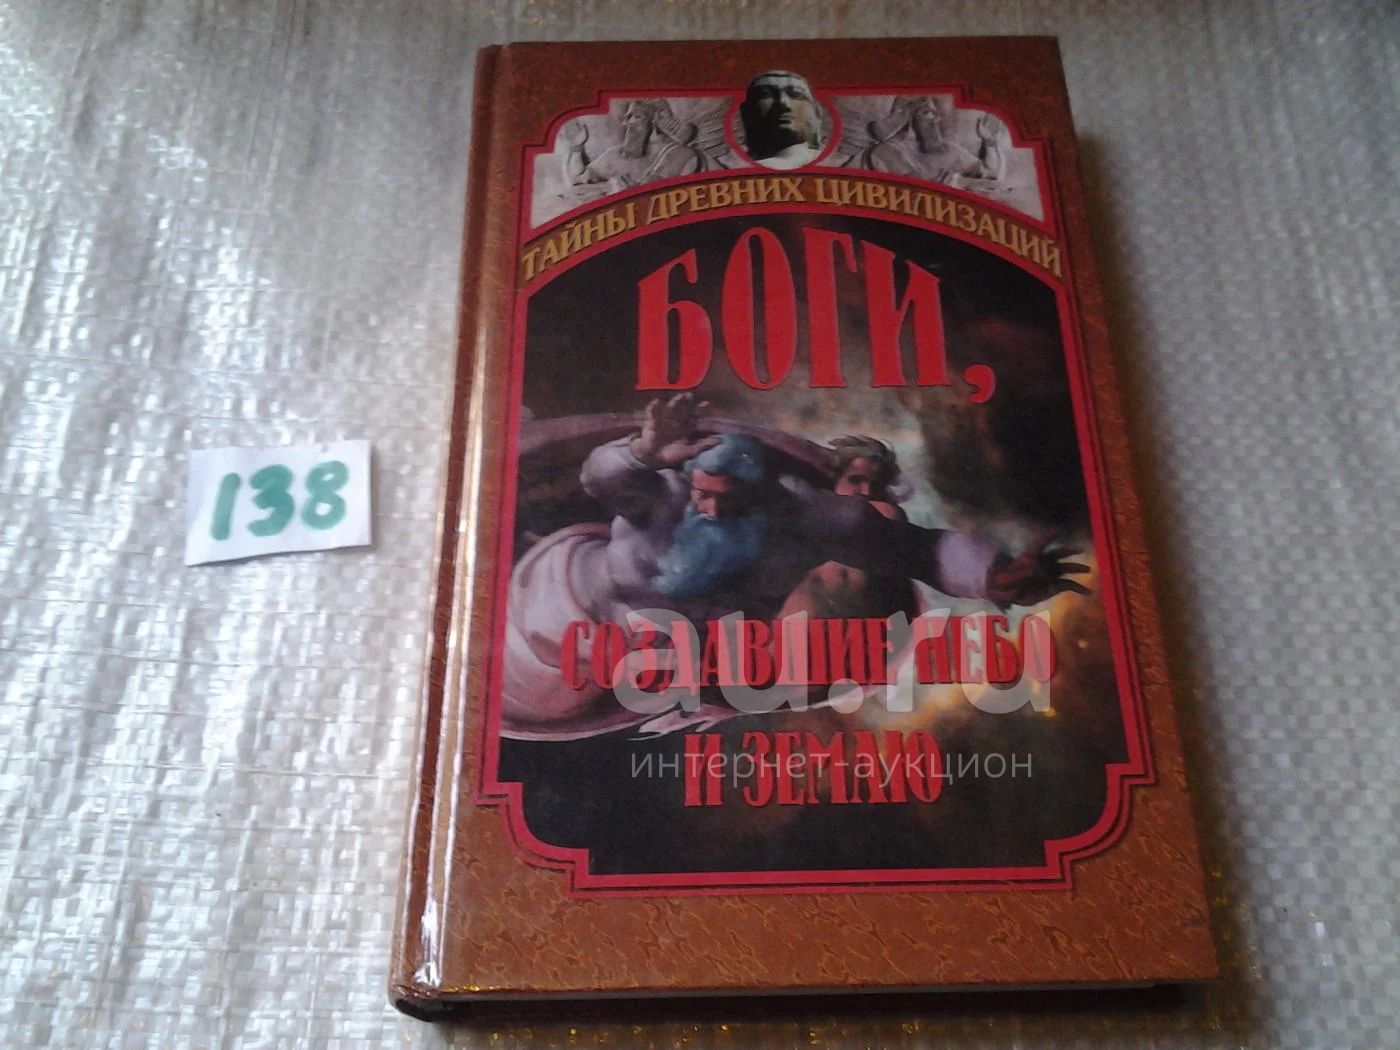 ТАЙНЫ ДРЕВНИХ ЦИВИЛИЗАЦИЙ
БОГИ,
138
СОЗДАВШИЕ НЕБО
au.ru
И ЗЕМЛЮ
интернет-аукцион